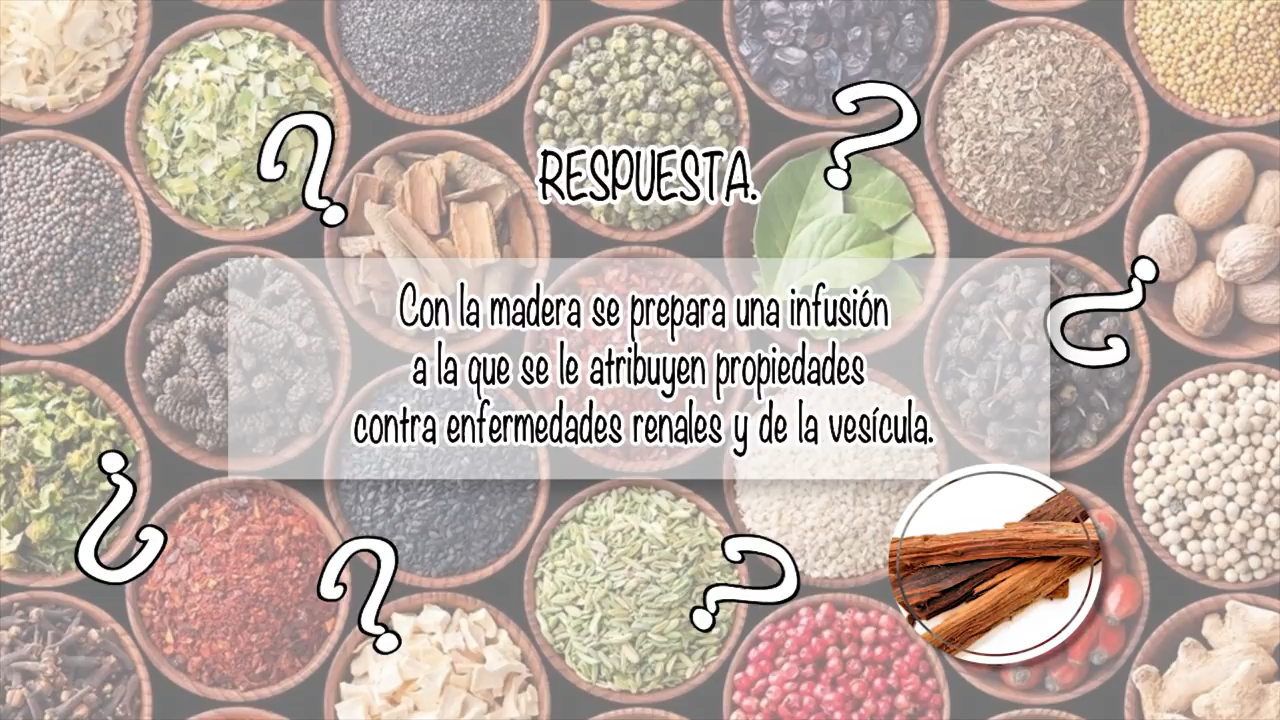 RESPUESTA.
Con la madera se prepara una infusión
a la que se le atribuyen propiedades
contra enfermedades renales y de la vesícula.